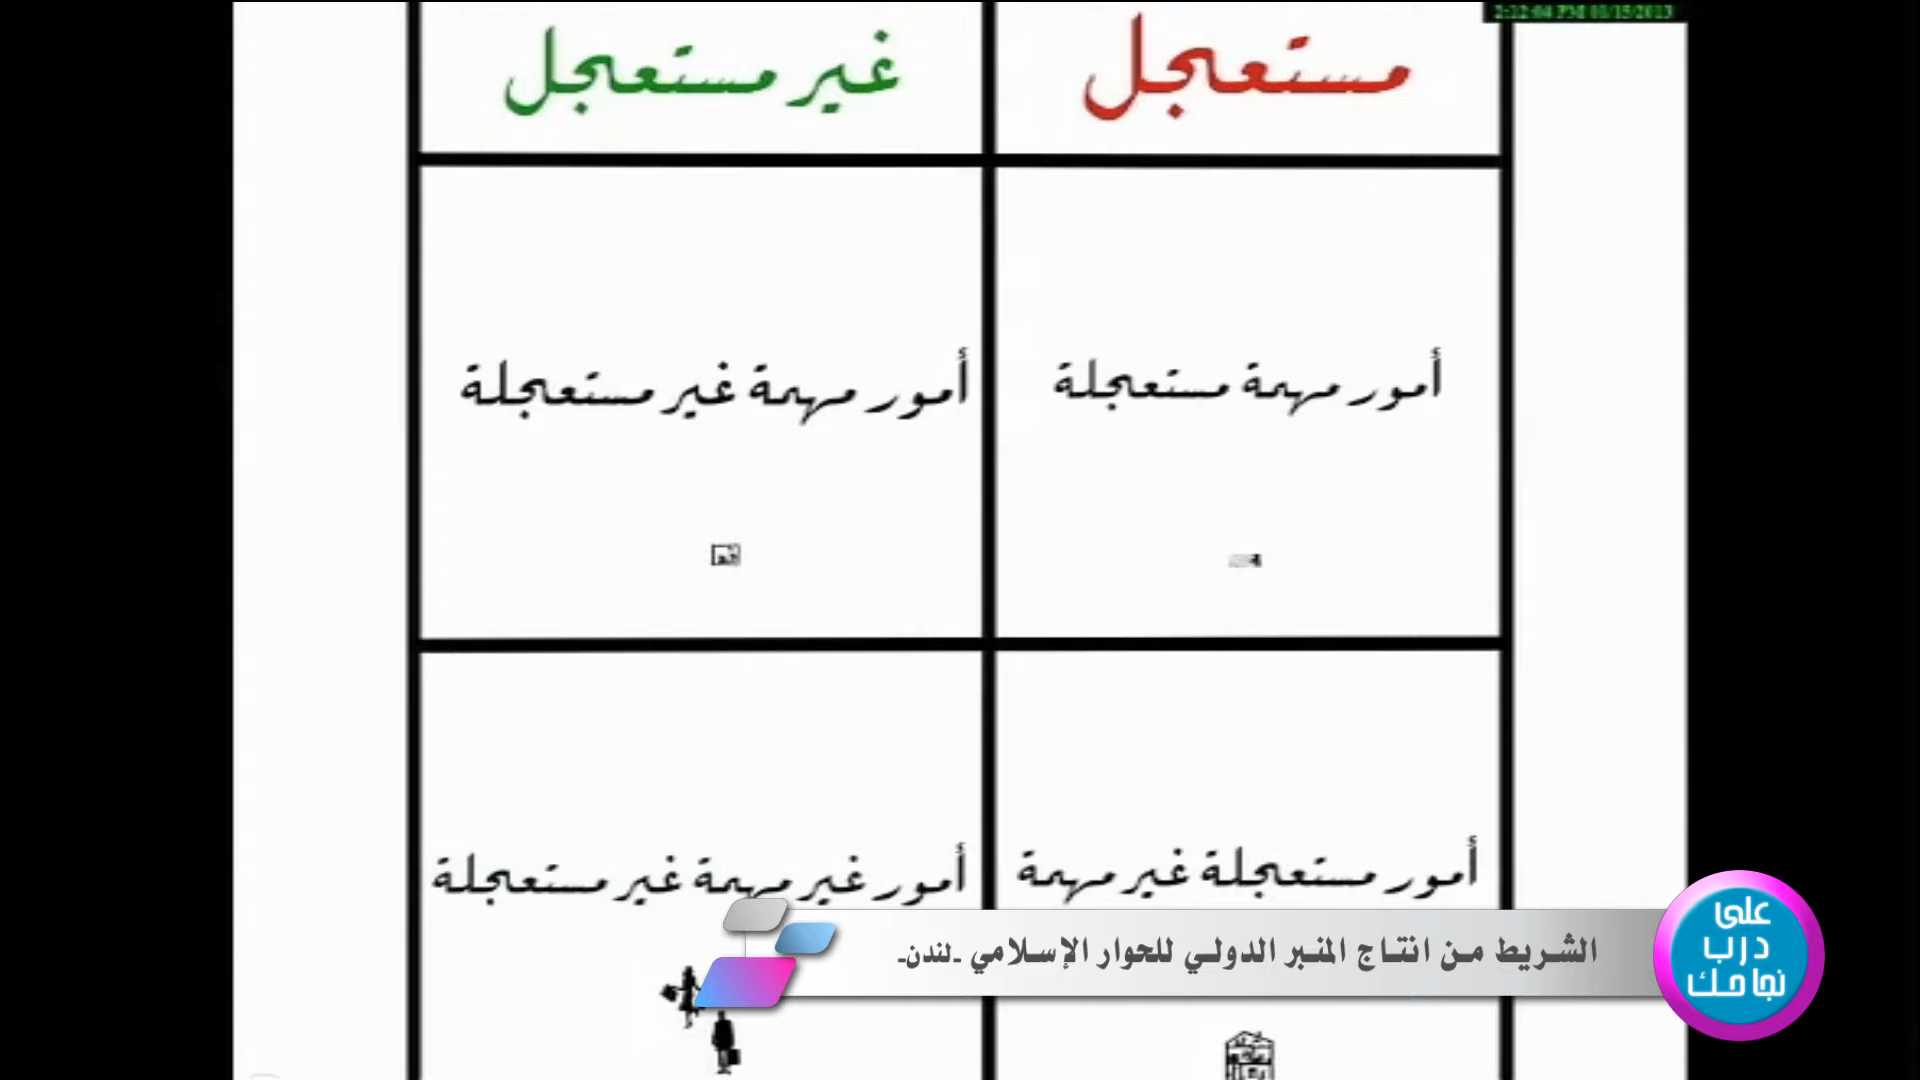 مستعجل
غير مستعجل
أمور مهمة مستعجلة
أمور مهمة غير مستعجلة
أمور مستعجلة غير مهمة
أمور غير مهمة غير مستعجلة
الشريط من انتاج المنبر الدولي للحوار الإسلامي -لندن-
على
درب
نجاحك